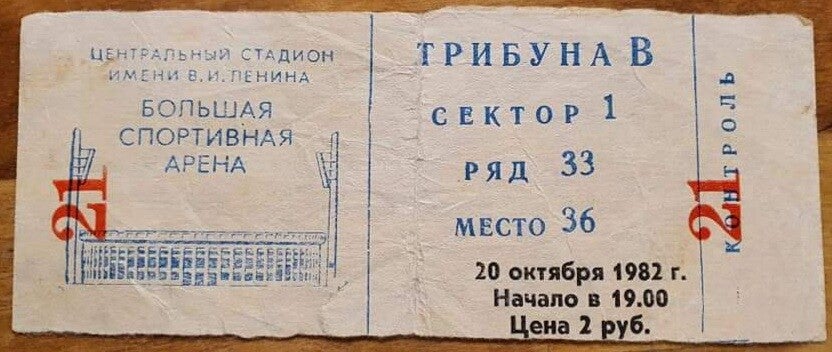 ЦЕНТРАЛЬНЫЙ СТАДИОН
ИМЕНИ В.И.ЛЕНИНА
БОЛЬШАЯ
СПОРТИВНАЯ
АРЕНА
21
ТРИБУНА В
СЕКТОР 1
РЯД 33
МЕСТО 36
20 октября 1982 г.
Начало в 19.00
Цена 2 руб.
КОНТРОЛЬ
21